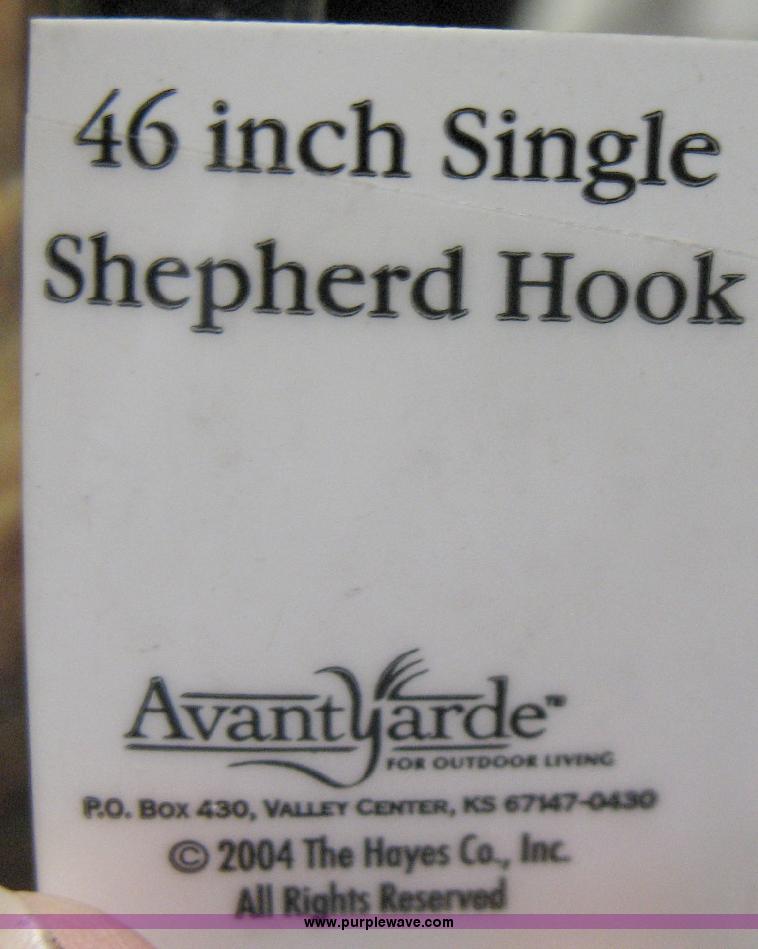 46 inch Single
Shepherd Hook
AvantYarde™
FOR OUTDOOR LIVING
P.O. BOX 430, VALLEY CENTER, KS 67147-0430
© 2004 The Hayes Co., Inc.
All Rights Reserved
www.purplewave.com